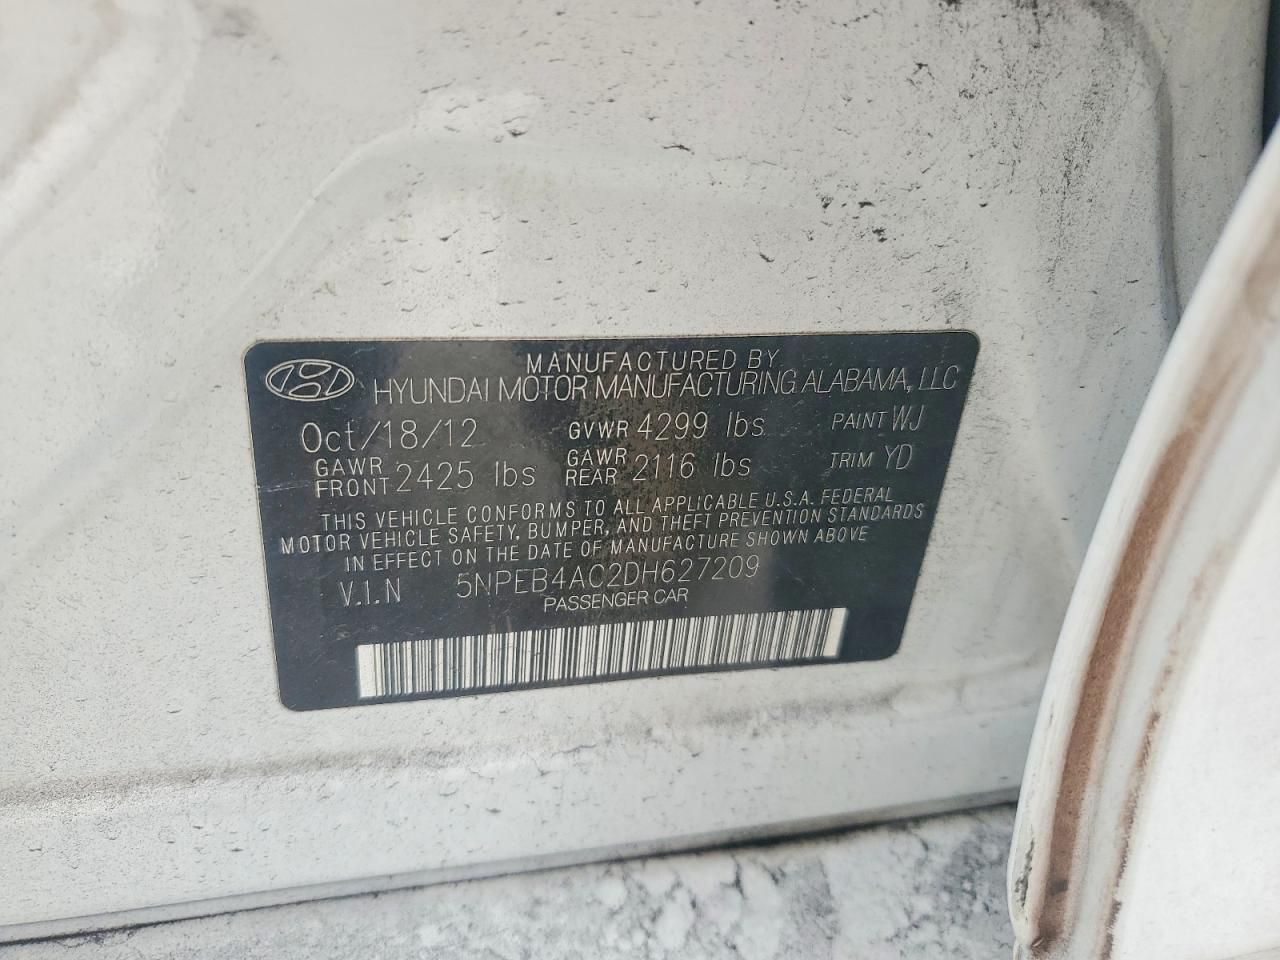 MANUFACTURED BY
HYUNDAI MOTOR MANUFACTURING ALABAMA, LLC
Oct/18/12 GVWR 4299 lbs PAINT WJ
GAWR FRONT 2425 lbs GAWR REAR 2116 lbs TRIM YD
THIS VEHICLE CONFORMS TO ALL APPLICABLE U.S.A. FEDERAL
MOTOR VEHICLE SAFETY, BUMPER, AND THEFT PREVENTION STANDARDS
IN EFFECT ON THE DATE OF MANUFACTURE SHOWN ABOVE
V.I.N 5NPEB4AC2DH627209
PASSENGER CAR